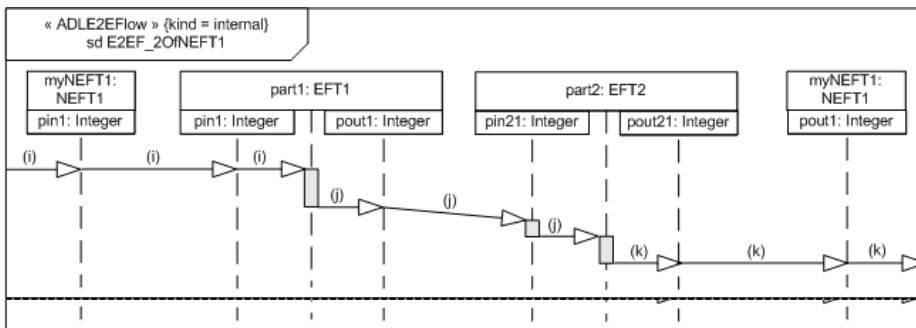 « ADLE2EFlow » {kind = internal}
sd E2EF_2OfNEFT1
myNEFT1:
NEFT1
pin1: Integer
part1: EFT1
pin1: Integer
pout1: Integer
part2: EFT2
pin21: Integer
pout21: Integer
myNEFT1:
NEFT1
pout1: Integer
(i)
(i)
(i)
(j)
(j)
(j)
(k)
(k)
(k)